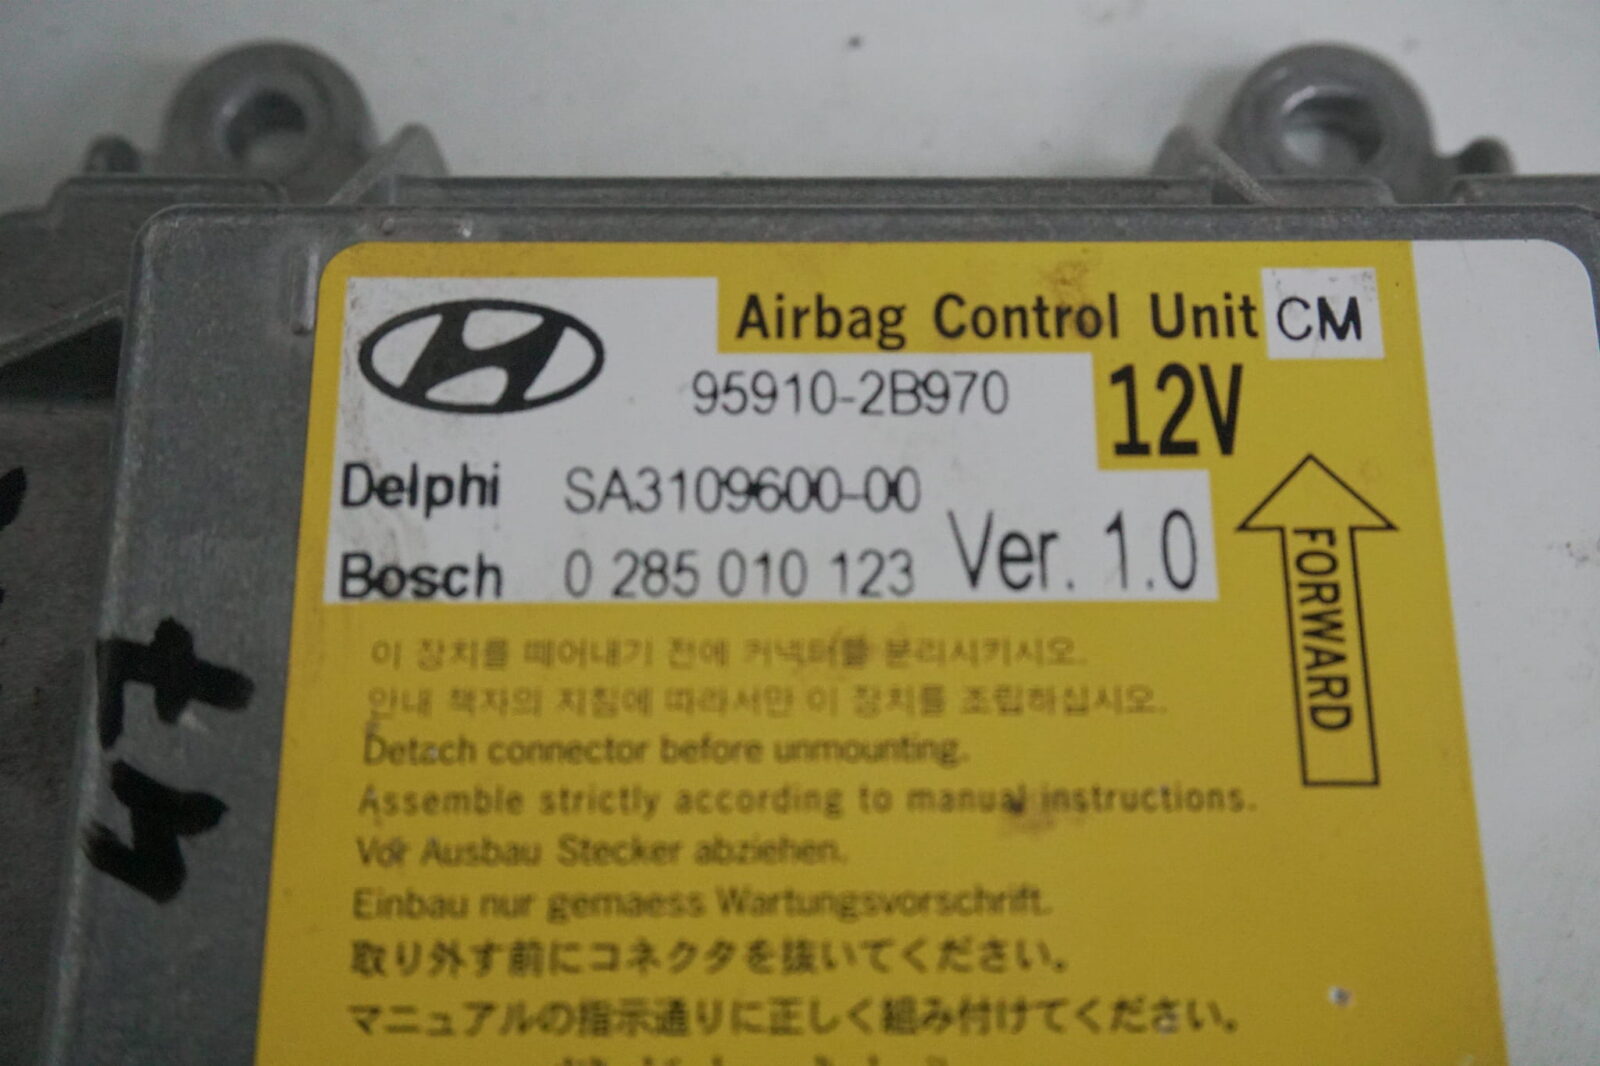 Airbag Control Unit CM
95910-2B970
12V
Delphi SA3109600-00
Bosch 0 285 010 123 Ver. 1.0
FORWARD
이 장치를 떼어내기 전에 커넥터를 분리시키시오.
안내 책자의 지침에 따라서만 이 장치를 조립하십시오.
Detach connector before unmounting.
Assemble strictly according to manual instructions.
Vor Ausbau Stecker abziehen.
Einbau nur gemaess Wartungsvorschrift.
取り外す前にコネクタを抜いてください。
マニュアルの指示通りに正しく組み付けてください。